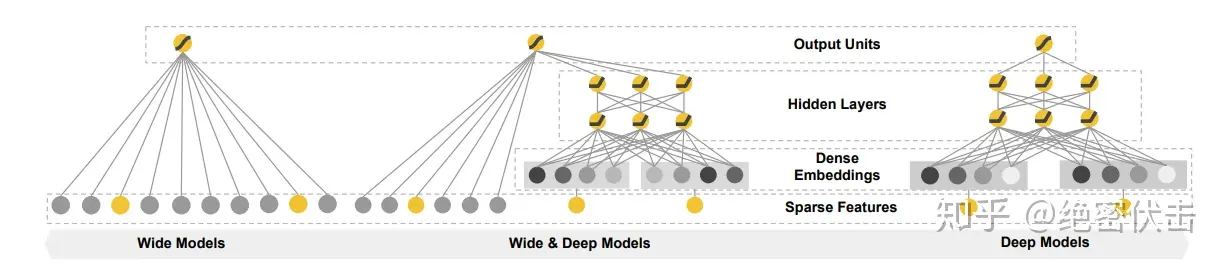 Output Units
Hidden Layers
Dense
Embeddings
Sparse Features
Wide Models
Wide & Deep Models
Deep Models
知乎 @绝密伏击